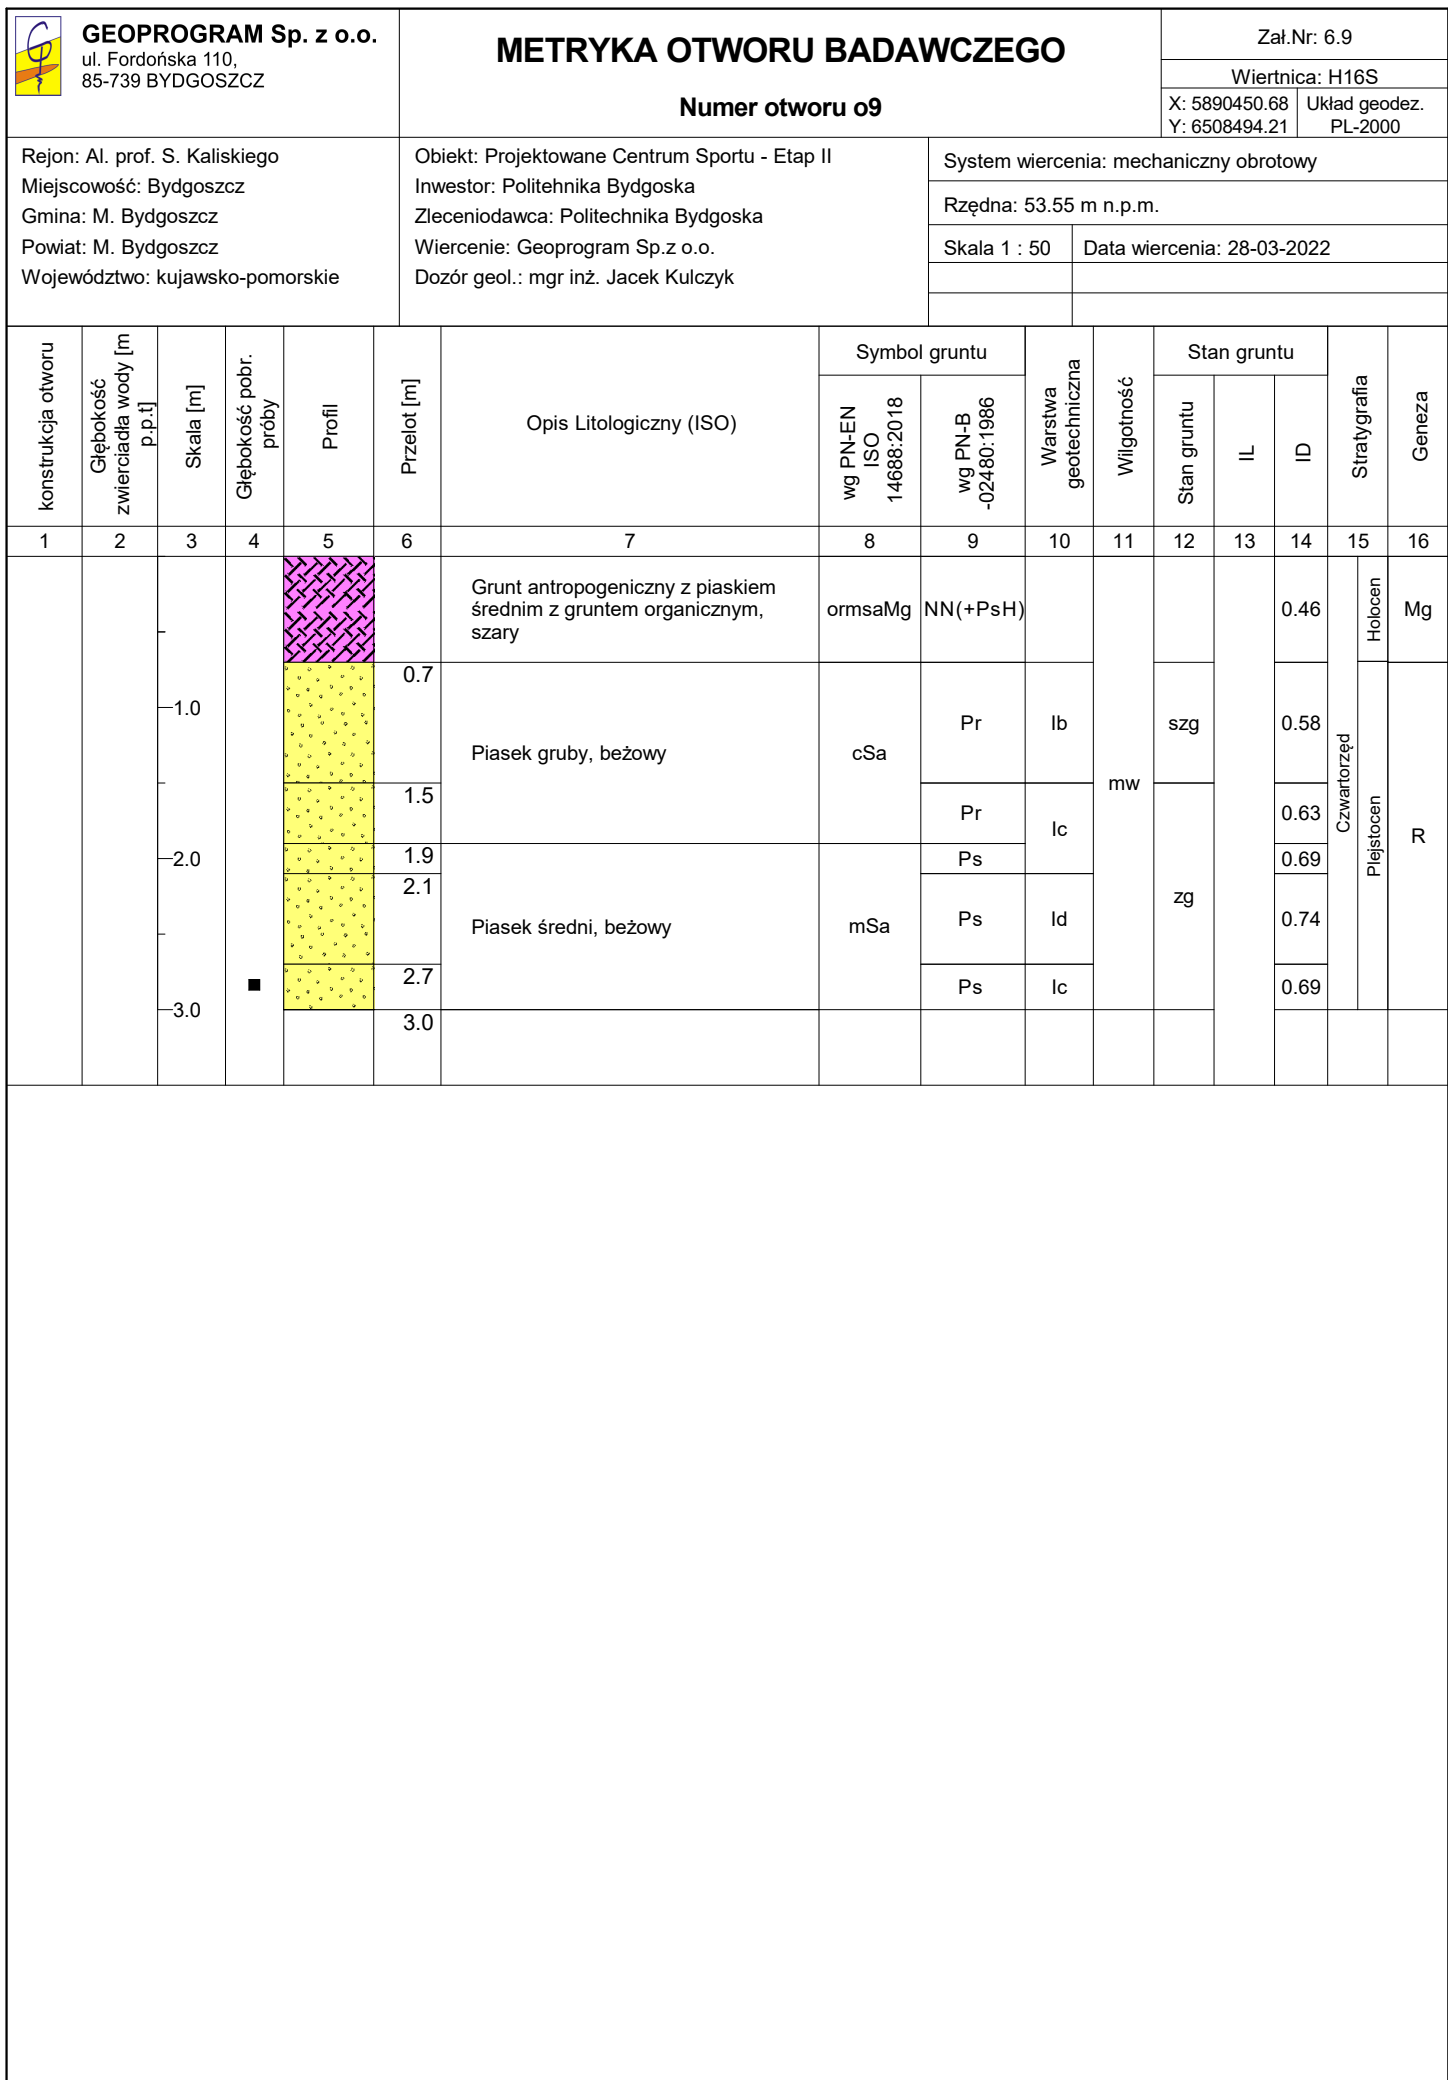 GEOPROGRAM Sp. z o.o.
ul. Fordońska 110,
85-739 BYDGOSZCZ
METRYKA OTWORU BADAWCZEGO
Numer otworu o9
Zał.Nr: 6.9
Wiertnica: H16S
X: 5890450.68
Y: 6508494.21
Układ geodez.
PL-2000
Rejon: Al. prof. S. Kaliskiego
Miejscowość: Bydgoszcz
Gmina: M. Bydgoszcz
Powiat: M. Bydgoszcz
Województwo: kujawsko-pomorskie
Obiekt: Projektowane Centrum Sportu - Etap II
Inwestor: Politehnika Bydgoska
Zleceniodawca: Politechnika Bydgoska
Wiercenie: Geoprogram Sp.z o.o.
Dozór geol.: mgr inż. Jacek Kulczyk
System wiercenia: mechaniczny obrotowy
Rzędna: 53.55 m n.p.m.
Skala 1 : 50
Data wiercenia: 28-03-2022
konstrukcja otworu
Głębokość
zwierciadła wody [m
p.p.t]
Skala [m]
Głębokość pobr.
próby
Profil
Przelot [m]
Opis Litologiczny (ISO)
Symbol gruntu
wg PN-EN
ISO
14688:2018
wg PN-B
-02480:1986
Warstwa
geotechniczna
Wilgotność
Stan gruntu
Stan gruntu
IL
ID
Stratygrafia
Geneza
1 2 3 4 5 6 7 8 9 10 11 12 13 14 15 16
Grunt antropogeniczny z piaskiem
średnim z gruntem organicznym,
szary
ormsaMg
NN(+PsH)
0.46
Holocen
Mg
0.7
1.0
Piasek gruby, beżowy
cSa
Pr
Ib
mw
szg
0.58
Czwartorzęd
Plejstocen
R
1.5
Pr
Ic
zg
0.63
1.9
2.0
Ps
0.69
2.1
Piasek średni, beżowy
mSa
Ps
Id
0.74
2.7
Ps
Ic
0.69
3.0
3.0